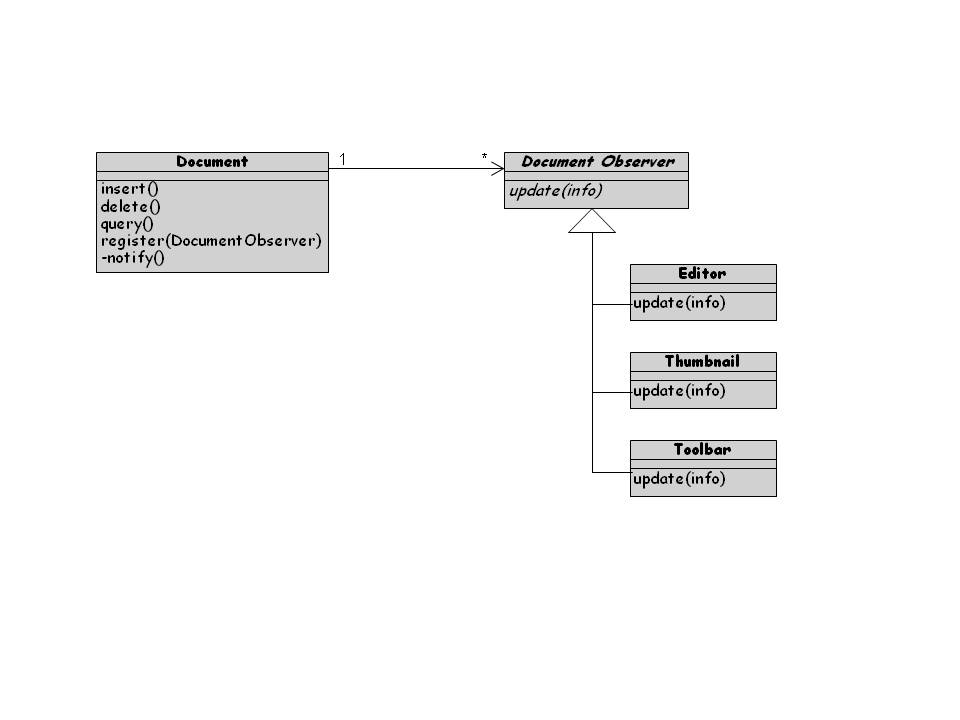 Document
insert()
delete()
query()
register(DocumentObserver)
-notify()
1
*
Document Observer
update(info)
Editor
update(info)
Thumbnail
update(info)
Toolbar
update(info)